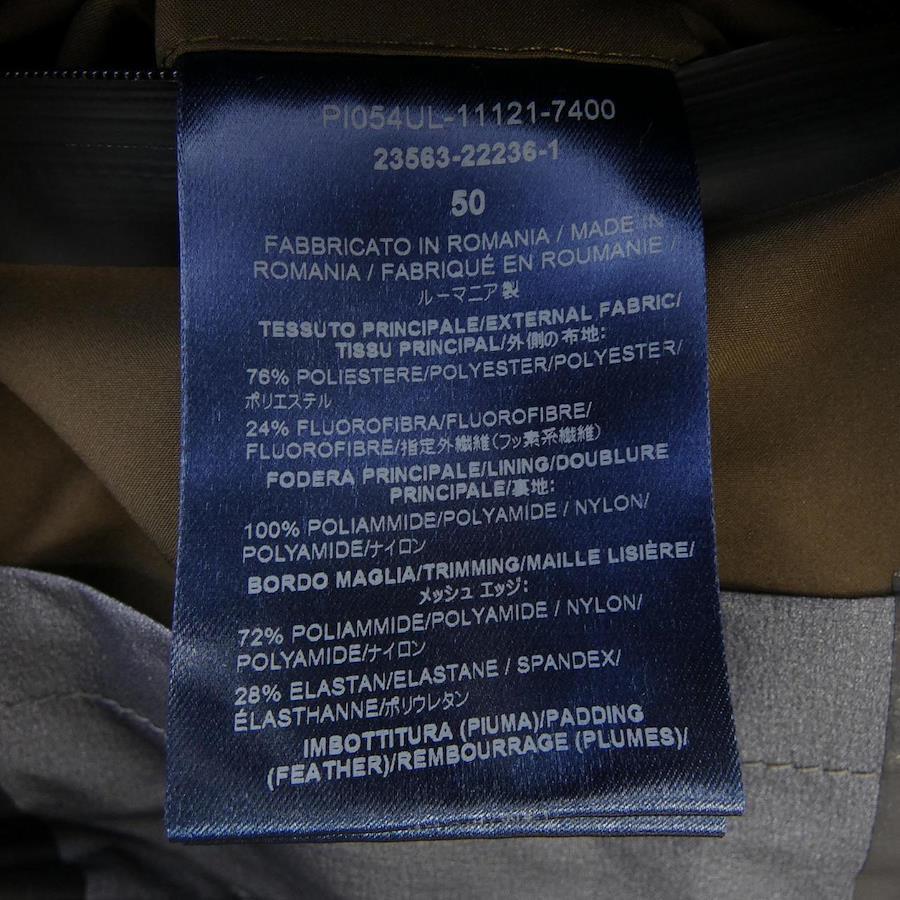 PI054UL-11121-7400
23563-22236-1
50
FABBRICATO IN ROMANIA / MADE IN
ROMANIA / FABRIQUÉ EN ROUMANIE /
ルーマニア製
TESSUTO PRINCIPALE/EXTERNAL FABRIC/
TISSU PRINCIPAL/外側の布地:
76% POLIESTERE/POLYESTER/POLYESTER/
ポリエステル
24% FLUOROFIBRA/FLUOROFIBRE/
FLUOROFIBRE/指定外繊維(フッ素系繊維)
FODERA PRINCIPALE/LINING/DOUBLURE
PRINCIPALE/裏地:
100% POLIAMMIDE/POLYAMIDE / NYLON/
POLYAMIDE/ナイロン
BORDO MAGLIA/TRIMMING/MAILLE LISIÈRE/
メッシュ エッジ:
72% POLIAMMIDE/POLYAMIDE / NYLON/
POLYAMIDE/ナイロン
28% ELASTAN/ELASTANE / SPANDEX/
ÉLASTHANNE/ポリウレタン
IMBOTTITURA (PIUMA)/PADDING
(FEATHER)/REMBOURRAGE (PLUMES)/